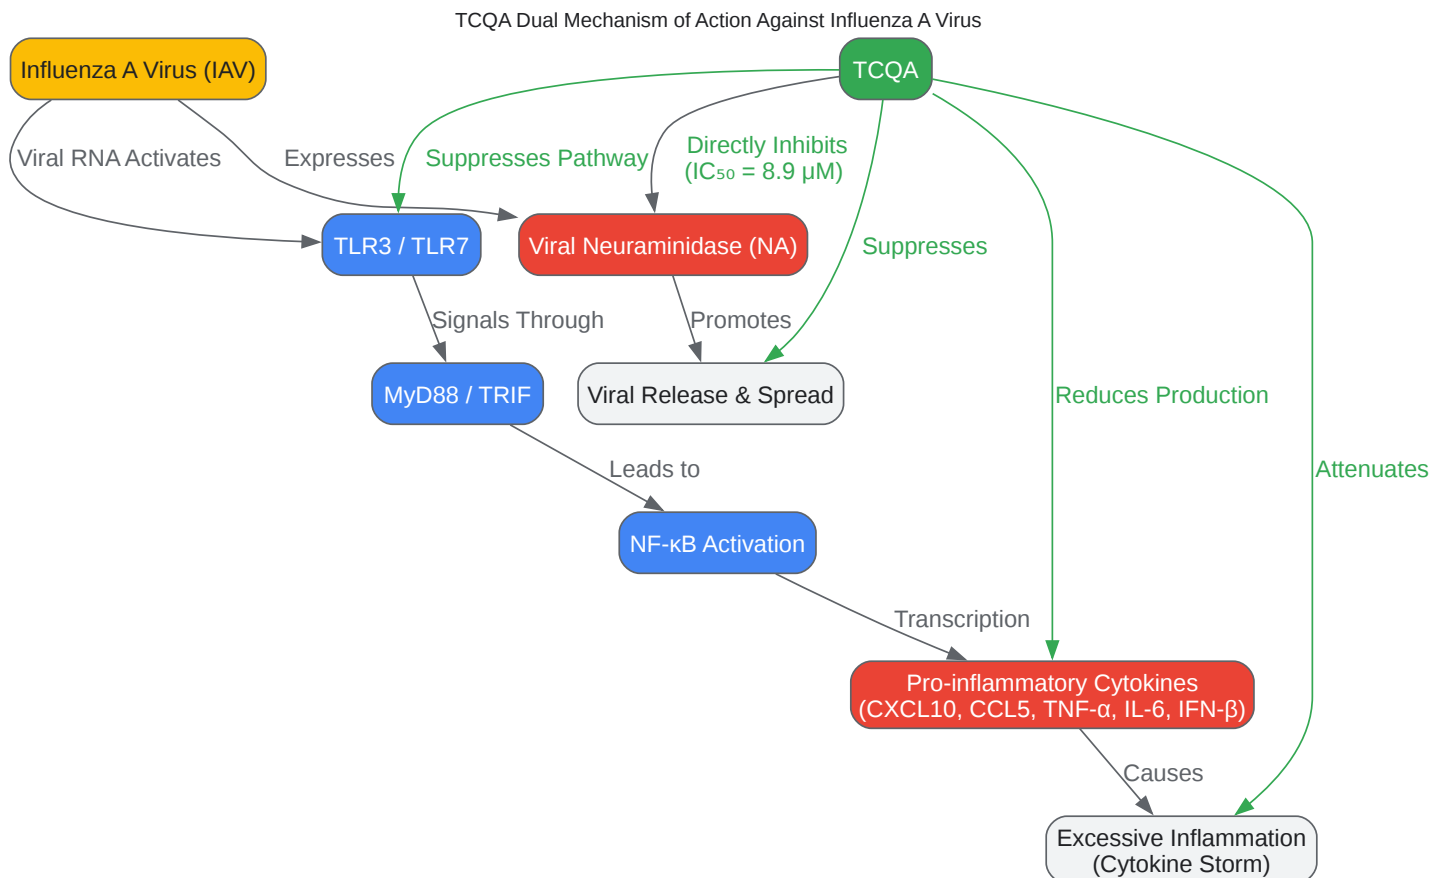 TCQA Dual Mechanism of Action Against Influenza A Virus
Influenza A Virus (IAV)
TCQA
Viral RNA Activates
Expresses
Suppresses Pathway
Directly Inhibits
(IC₅₀ = 8.9 μM)
TLR3 / TLR7
Viral Neuraminidase (NA)
Suppresses
Signals Through
Promotes
MyD88 / TRIF
Viral Release & Spread
Reduces Production
Leads to
Attenuates
NF-κB Activation
Transcription
Pro-inflammatory Cytokines
(CXCL10, CCL5, TNF-α, IL-6, IFN-β)
Causes
Excessive Inflammation
(Cytokine Storm)